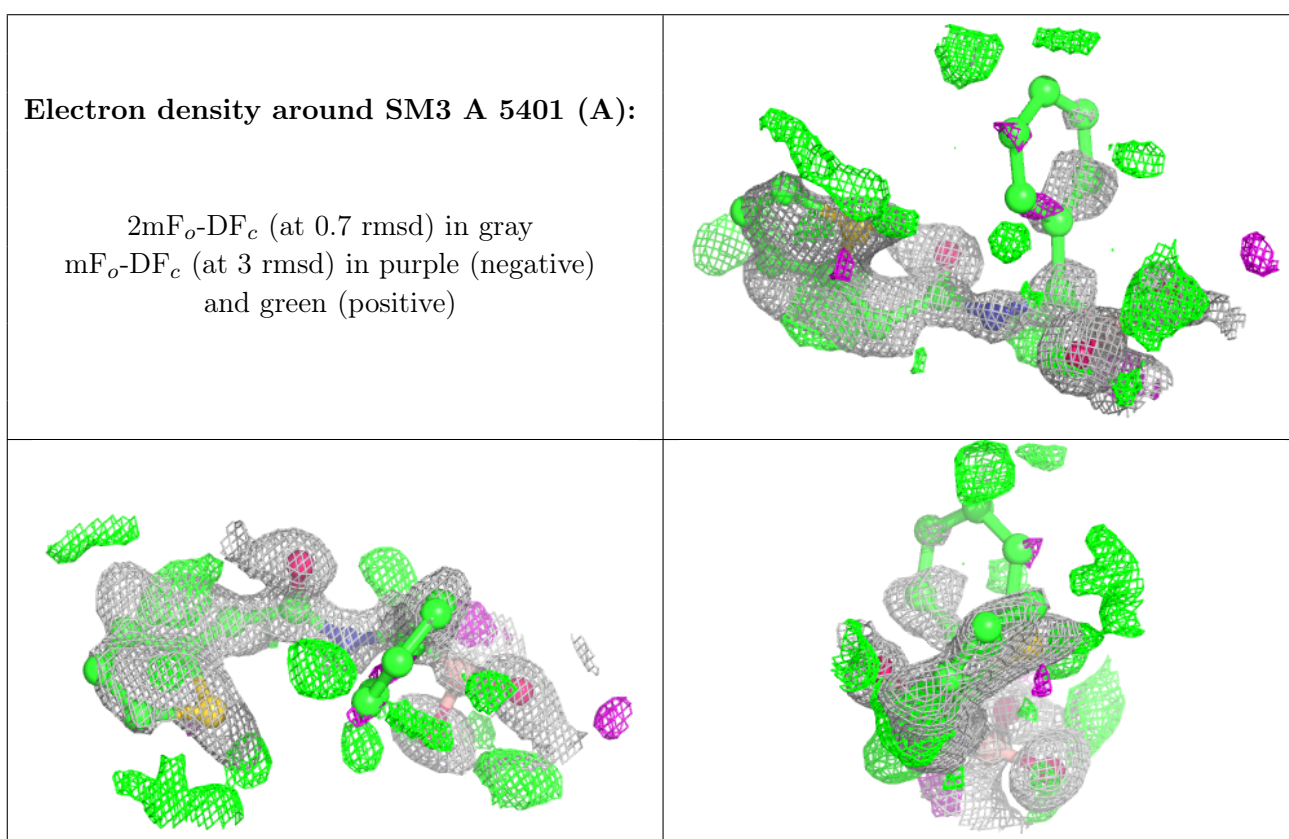 Electron density around SM3 A 5401 (A):
2mFₒ-DF𝒸 (at 0.7 rmsd) in gray
mFₒ-DF𝒸 (at 3 rmsd) in purple (negative)
and green (positive)